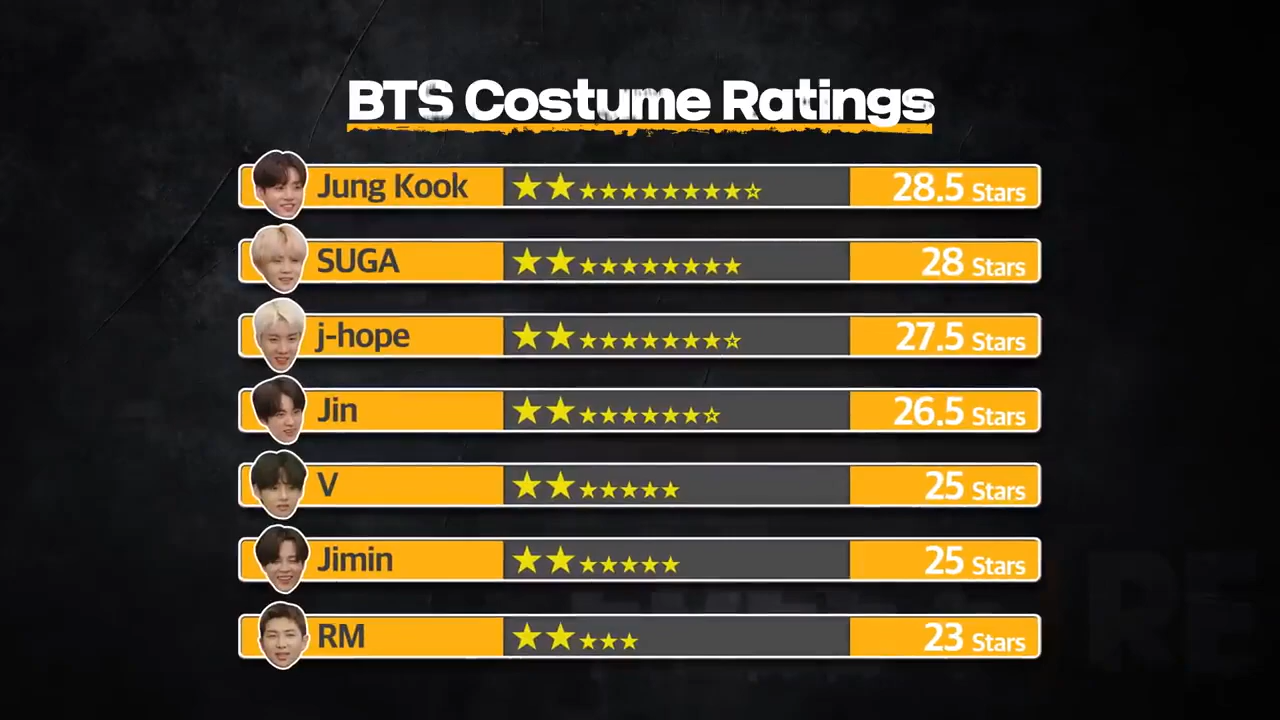 BTS Costume Ratings
Jung Kook ★★★★★★★★★★☆ 28.5 Stars
SUGA ★★★★★★★★★★ 28 Stars
j-hope ★★★★★★★★★☆ 27.5 Stars
Jin ★★★★★★★★☆ 26.5 Stars
V ★★★★★★★ 25 Stars
Jimin ★★★★★★★ 25 Stars
RM ★★★★★ 23 Stars